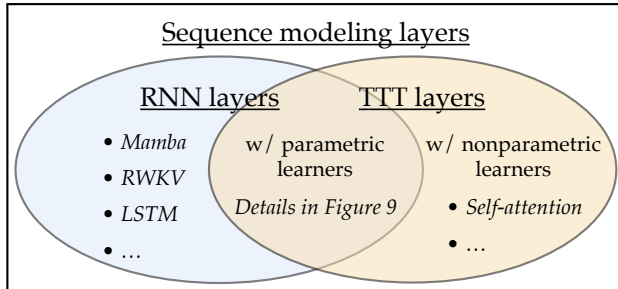 Sequence modeling layers
RNN layers
• Mamba
• RWKV
• LSTM
• …
TTT layers
w/ parametric
learners
Details in Figure 9
w/ nonparametric
learners
• Self-attention
• …